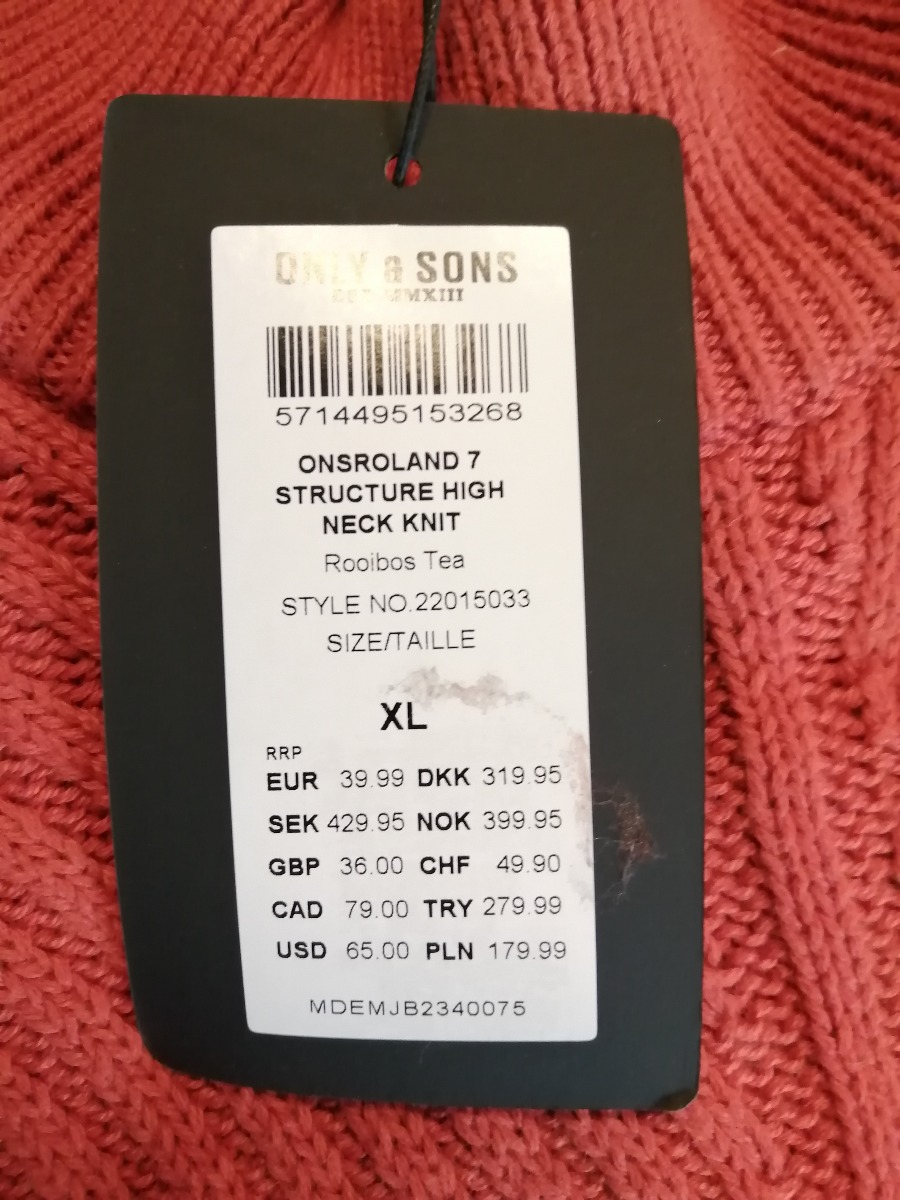 ONLY & SONS
EST. MMXIII
5714495153268
ONSROLAND 7
STRUCTURE HIGH
NECK KNIT
Rooibos Tea
STYLE NO.22015033
SIZE/TAILLE
XL
RRP
EUR 39.99 DKK 319.95
SEK 429.95 NOK 399.95
GBP 36.00 CHF 49.90
CAD 79.00 TRY 279.99
USD 65.00 PLN 179.99
MDEMJB2340075